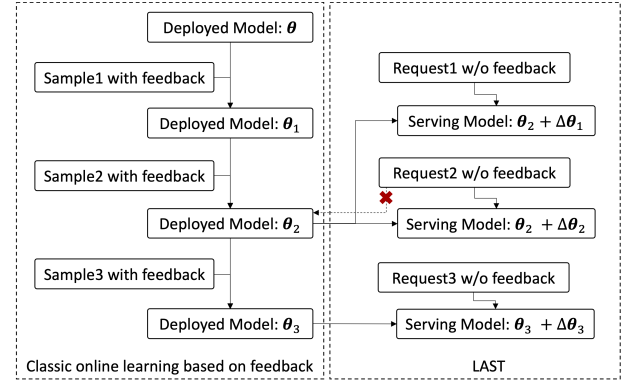 Deployed Model: θ
Sample1 with feedback
Deployed Model: θ₁
Sample2 with feedback
Deployed Model: θ₂
Sample3 with feedback
Deployed Model: θ₃
Classic online learning based on feedback
Request1 w/o feedback
Serving Model: θ₂ + Δθ₁
Request2 w/o feedback
Serving Model: θ₂ + Δθ₂
Request3 w/o feedback
Serving Model: θ₃ + Δθ₃
LAST